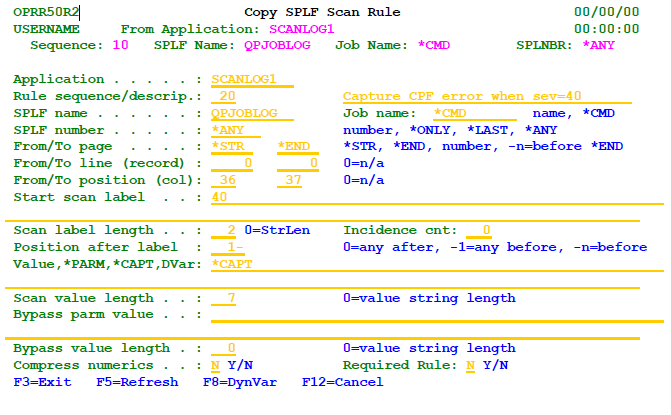 OPRR50R2 Copy SPLF Scan Rule 00/00/00
USERNAME From Application: SCANLOG1 00:00:00
Sequence: 10 SPLF Name: QPJOBLOG Job Name: *CMD SPLNBR: *ANY
Application . . . . . : SCANLOG1
Rule sequence/descrip.: 20 Capture CPF error when sev=40
SPLF name . . . . . . : QPJOBLOG Job name: *CMD name, *CMD
SPLF number . . . . . : *ANY number, *ONLY, *LAST, *ANY
From/To page . . . . : *STR *END *STR, *END, number, -n=before *END
From/To line (record) : 0 0 0=n/a
From/To position (col): 36 37 0=n/a
Start scan label . . : 40
Scan label length . . : 2 0=StrLen Incidence cnt: 0
Position after label : 1- 0=any after, -1=any before, -n=before
Value,*PARM,*CAPT,DVar: *CAPT
Scan value length . . : 7 0=value string length
Bypass parm value . . :
Bypass value length . : 0 0=value string length
Compress numerics . . : N Y/N Required Rule: N Y/N
F3=Exit F5=Refresh F8=DynVar F12=Cancel